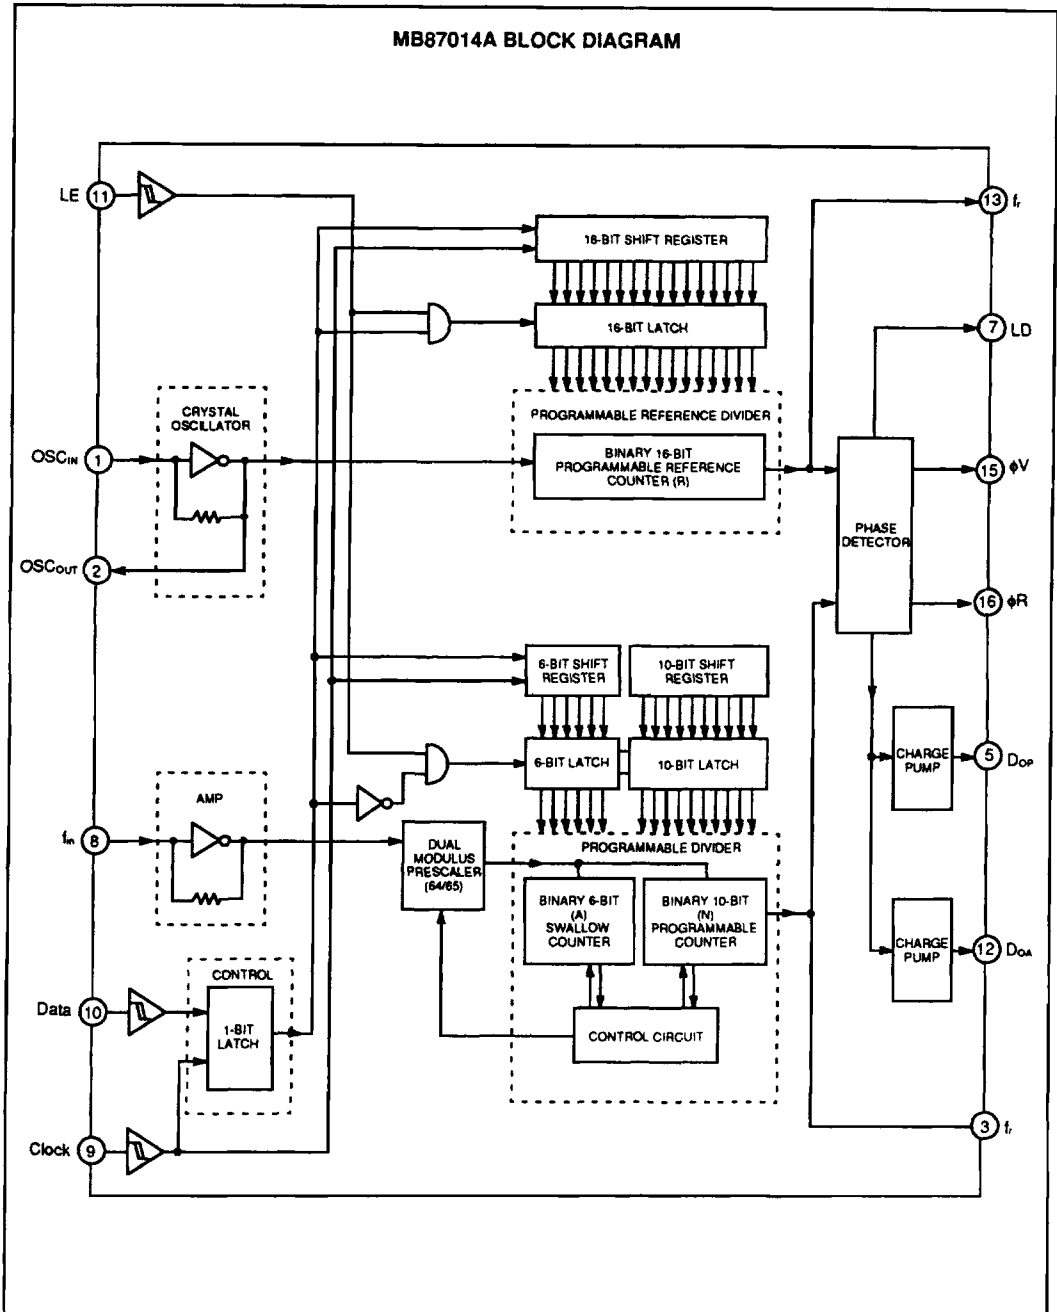 MB87014A BLOCK DIAGRAM
LE 11
13 fr
16-BIT SHIFT REGISTER
16-BIT LATCH
7 LD
CRYSTAL
OSCILLATOR
PROGRAMMABLE REFERENCE DIVIDER
OSCIN 1
BINARY 16-BIT
PROGRAMMABLE REFERENCE
COUNTER (R)
15 φV
PHASE
DETECTOR
OSCOUT 2
16 φR
6-BIT SHIFT
REGISTER
10-BIT SHIFT
REGISTER
6-BIT LATCH
10-BIT LATCH
CHARGE
PUMP
5 DOP
AMP
fin 8
DUAL
MODULUS
PRESCALER
(64/65)
PROGRAMMABLE DIVIDER
BINARY 6-BIT
(A)
SWALLOW
COUNTER
BINARY 10-BIT
(N)
PROGRAMMABLE
COUNTER
CHARGE
PUMP
12 DOA
CONTROL
Data 10
1-BIT
LATCH
CONTROL CIRCUIT
3 fr
Clock 9